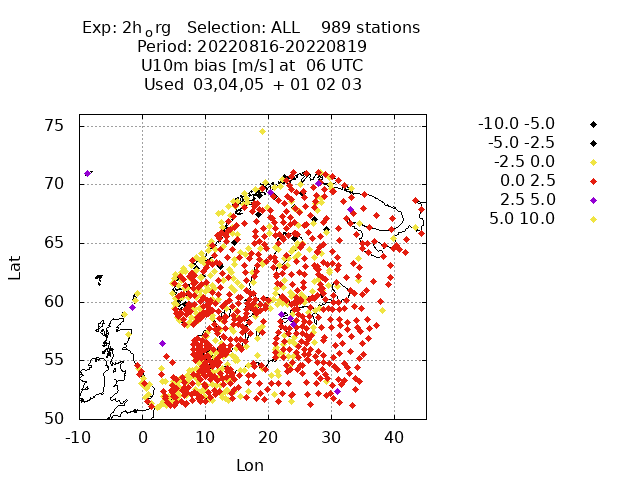 Exp: 2h₀rg Selection: ALL 989 stations
Period: 20220816-20220819
U10m bias [m/s] at 06 UTC
Used 03,04,05 + 01 02 03
-10.0 -5.0
-5.0 -2.5
-2.5 0.0
0.0 2.5
2.5 5.0
5.0 10.0
75
70
65
60
55
50
Lat
-10 0 10 20 30 40
Lon